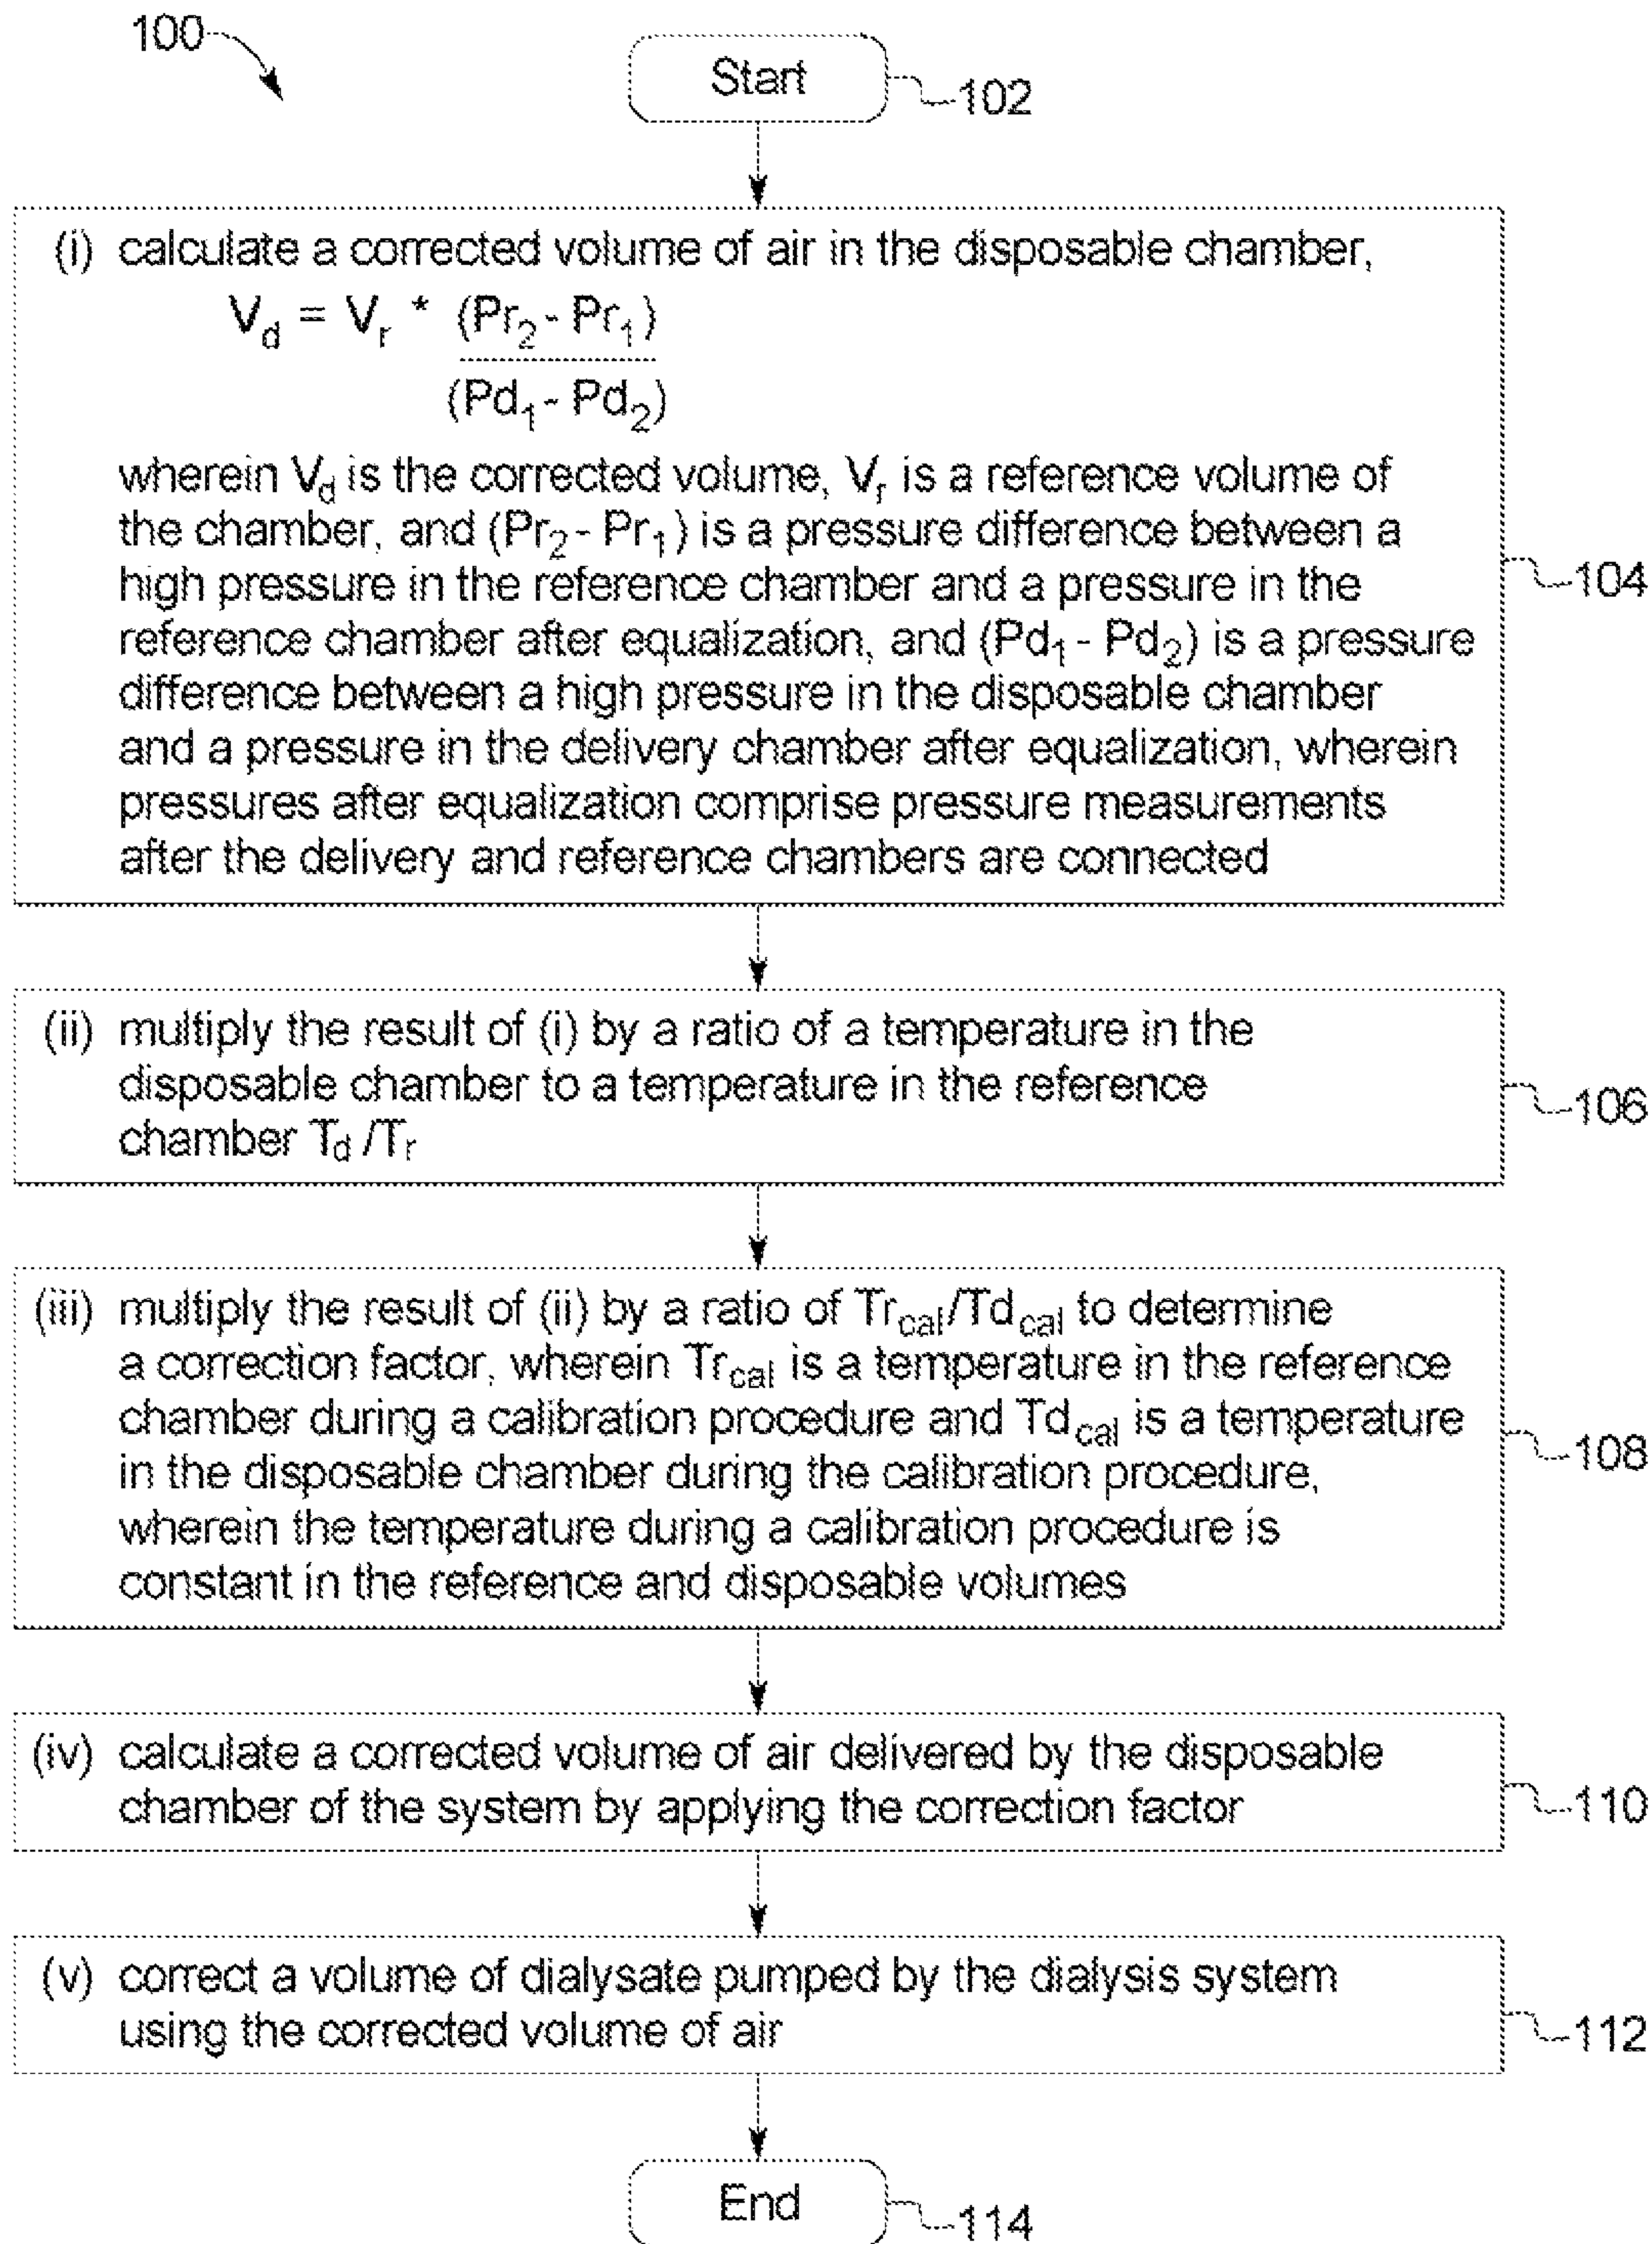 100
Start
102
(i) calculate a corrected volume of air in the disposable chamber,
V_d = V_r * (Pr_2 - Pr_1)
(Pd_1 - Pd_2)
wherein V_d is the corrected volume, V_r is a reference volume of
the chamber, and (Pr_2 - Pr_1) is a pressure difference between a
high pressure in the reference chamber and a pressure in the
reference chamber after equalization, and (Pd_1 - Pd_2) is a pressure
difference between a high pressure in the disposable chamber
and a pressure in the delivery chamber after equalization, wherein
pressures after equalization comprise pressure measurements
after the delivery and reference chambers are connected
104
(ii) multiply the result of (i) by a ratio of a temperature in the
disposable chamber to a temperature in the reference
chamber T_d /T_r
106
(iii) multiply the result of (ii) by a ratio of Tr_cal/Td_cal to determine
a correction factor, wherein Tr_cal is a temperature in the reference
chamber during a calibration procedure and Td_cal is a temperature
in the disposable chamber during the calibration procedure,
wherein the temperature during a calibration procedure is
constant in the reference and disposable volumes
108
(iv) calculate a corrected volume of air delivered by the disposable
chamber of the system by applying the correction factor
110
(v) correct a volume of dialysate pumped by the dialysis system
using the corrected volume of air
112
End
114